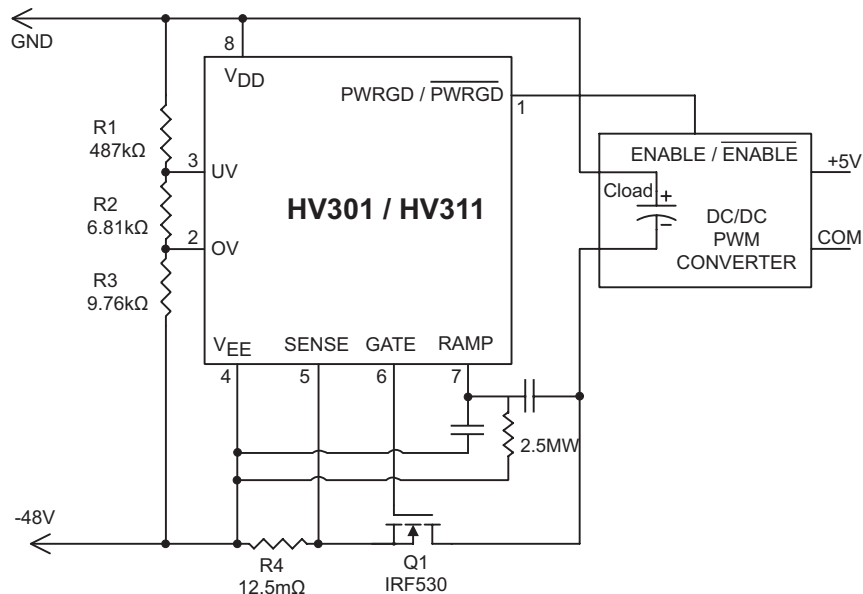 GND
8
VDD
PWRGD / PWRGD
1
R1
487kΩ
3
UV
ENABLE / ENABLE
+5V
HV301 / HV311
Cload
+
R2
6.81kΩ
2
OV
DC/DC
PWM
CONVERTER
–
COM
R3
9.76kΩ
VEE
SENSE
GATE
RAMP
4
5
6
7
2.5MW
-48V
R4
12.5mΩ
Q1
IRF530